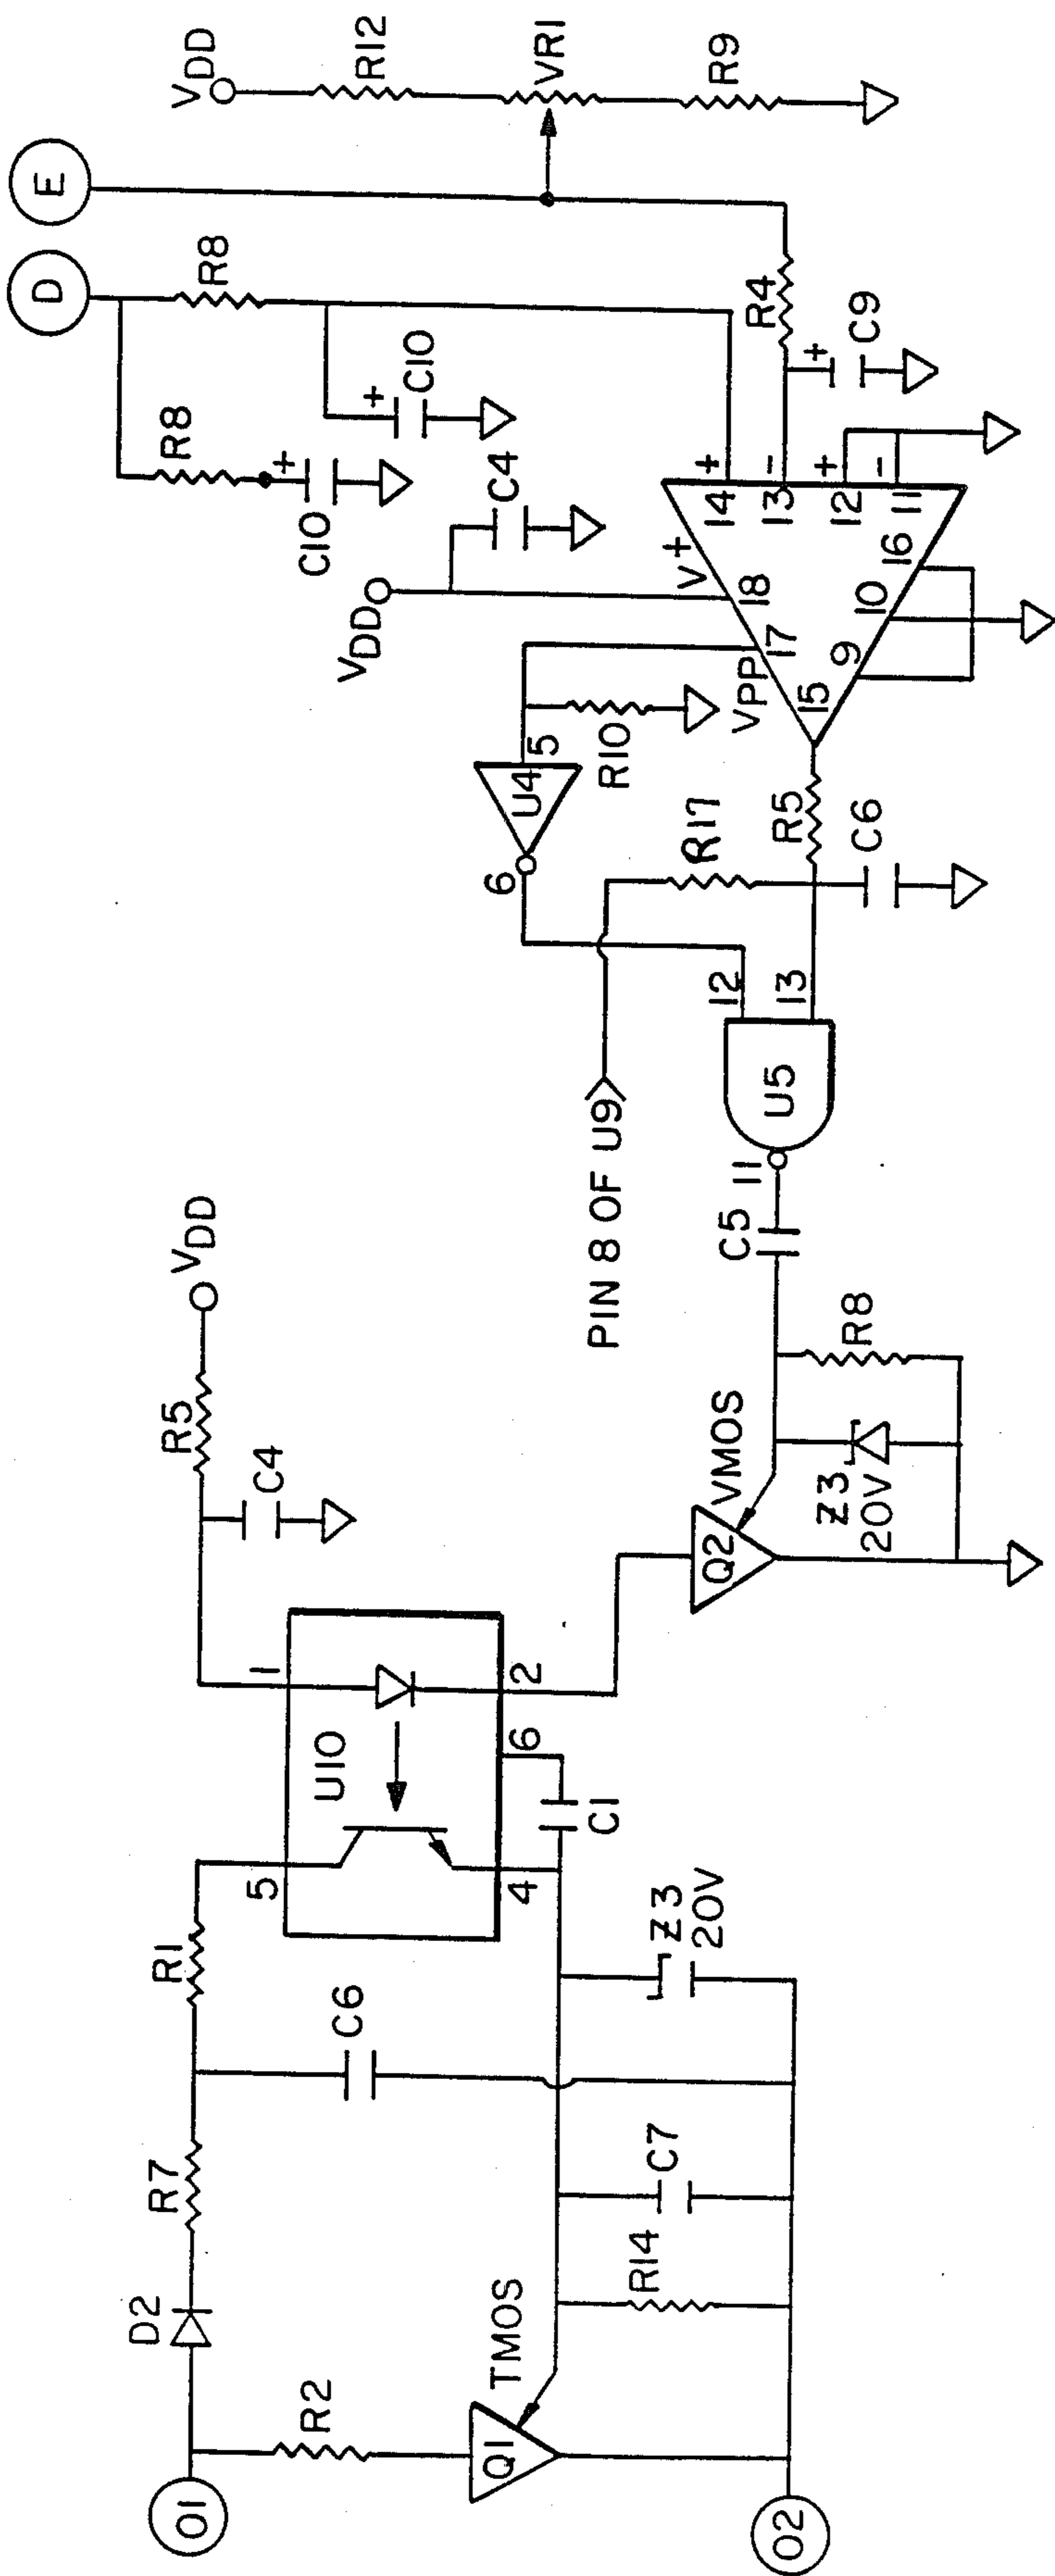 E
D
VDD
R12
VR1
R9
R8
R8
C10
C10
+
+
C4
VDD
R4
+
C9
+
-
+
-
14
13
12
11
V+
18
17
VPP
16
10
9
15
5
U4
6
R10
R17
R5
C6
12
13
U5
11
PIN 8 OF U9
C5
R8
Z3
20V
VMOS
Q2
VDD
R5
C4
1
2
U10
6
5
4
C1
R1
C6
R7
D2
Z3
20V
C7
R14
TMOS
R2
Q1
O1
O2